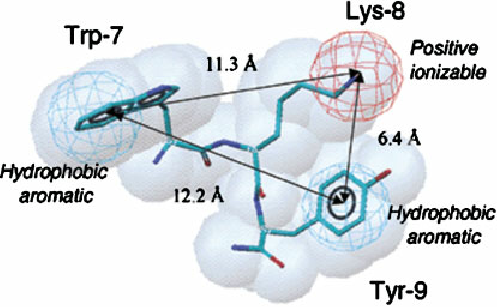 Lys-8
Trp-7
Positive
ionizable
11.3 Å
6.4 Å
Hydrophobic
aromatic
12.2 Å
Hydrophobic
aromatic
Tyr-9